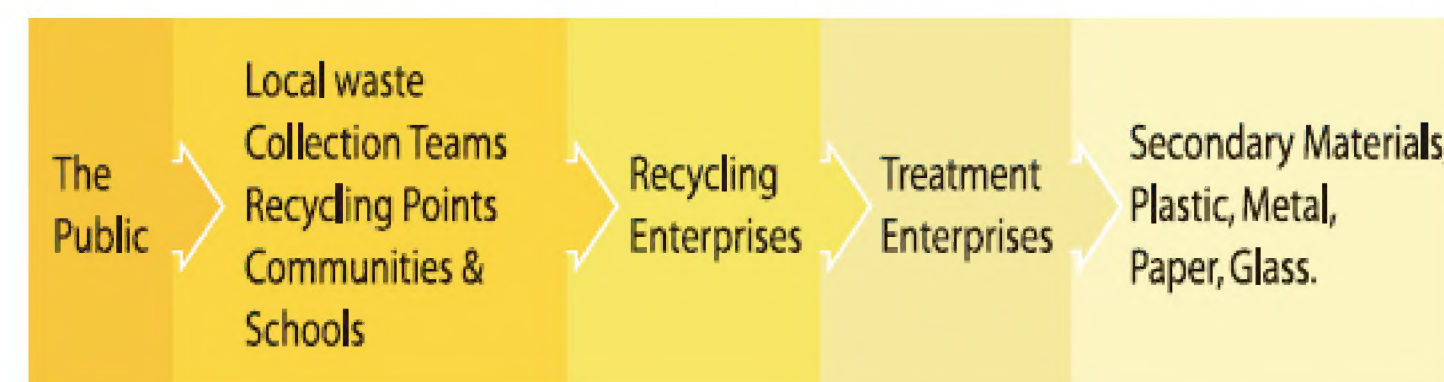 The
Public
Local waste
Collection Teams
Recycling Points
Communities &
Schools
Recycling
Enterprises
Treatment
Enterprises
Secondary Materials
Plastic, Metal,
Paper, Glass.